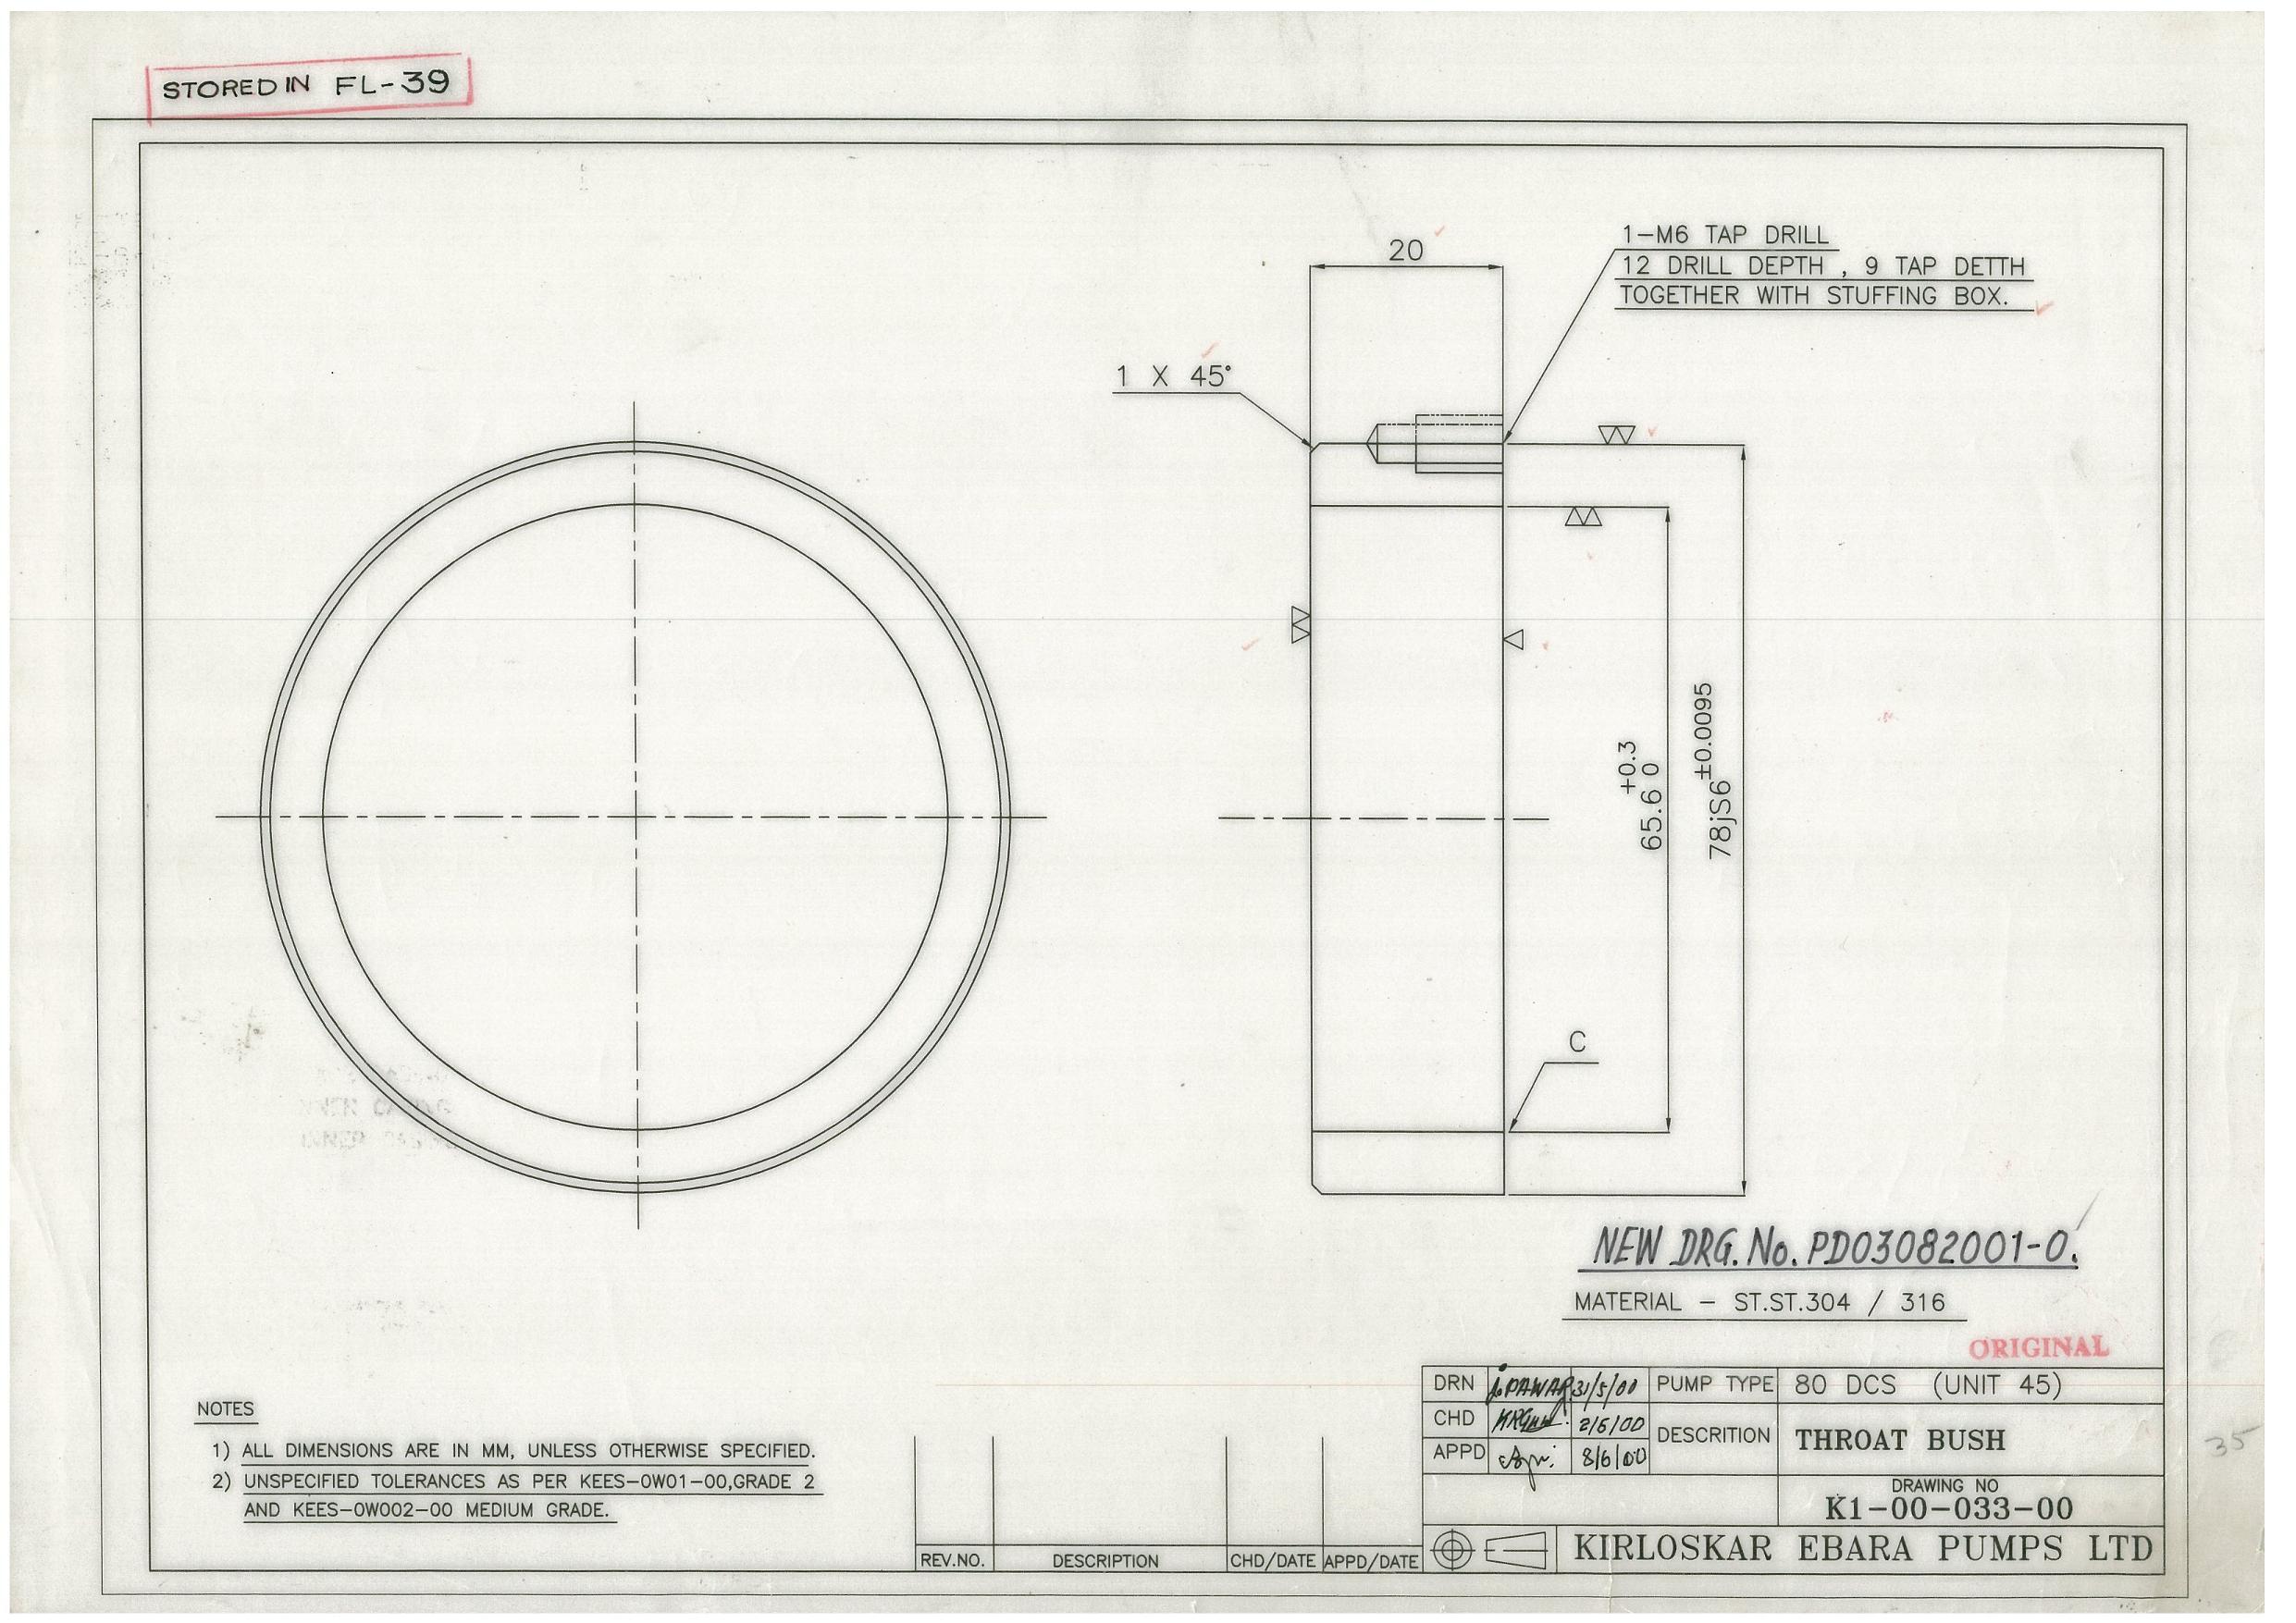 STORED IN FL-39
20
1-M6 TAP DRILL
12 DRILL DEPTH , 9 TAP DETTH
TOGETHER WITH STUFFING BOX.
1 X 45°
65.6 +0.3 0
78jS6 ±0.0095
C
NEW DRG. No. PD03082001-0.
MATERIAL - ST.ST.304 / 316
ORIGINAL
NOTES
1) ALL DIMENSIONS ARE IN MM, UNLESS OTHERWISE SPECIFIED.
2) UNSPECIFIED TOLERANCES AS PER KEES-0W01-00,GRADE 2
AND KEES-0W002-00 MEDIUM GRADE.
REV.NO. DESCRIPTION CHD/DATE APPD/DATE
DRN PAWAR 31/5/00 PUMP TYPE 80 DCS (UNIT 45)
CHD 2/6/00 DESCRITION THROAT BUSH
APPD 8/6/00
DRAWING NO
K1-00-033-00
KIRLOSKAR EBARA PUMPS LTD
35